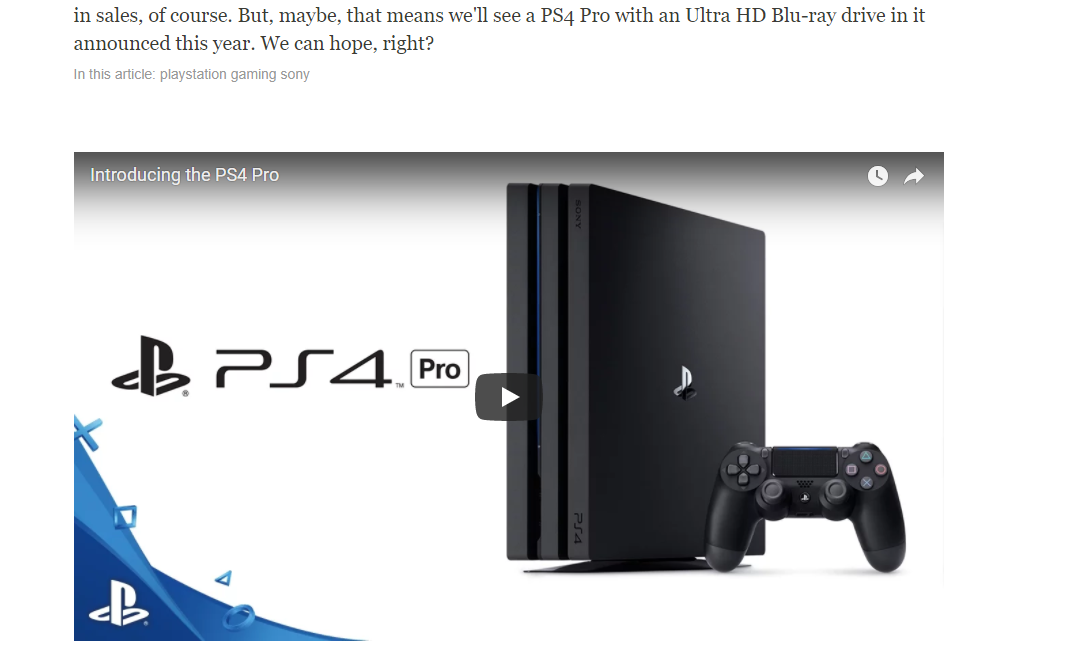 in sales, of course. But, maybe, that means we'll see a PS4 Pro with an Ultra HD Blu-ray drive in it
announced this year. We can hope, right?
In this article: playstation gaming sony
Introducing the PS4 Pro
SONY
PS4™ Pro
PS4